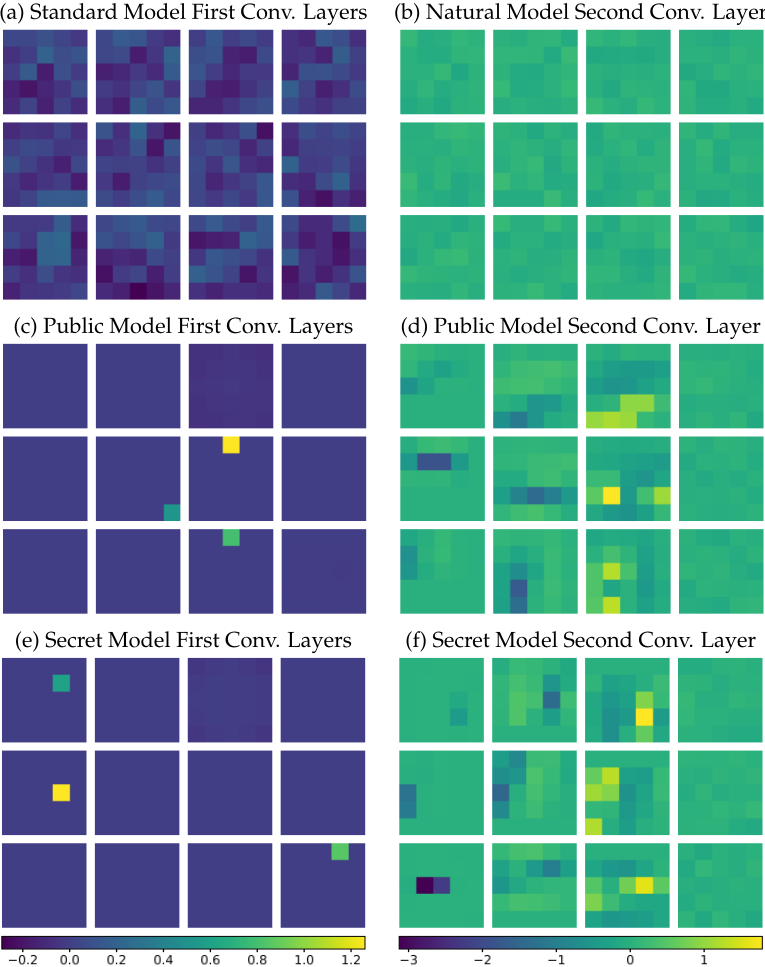 (a) Standard Model First Conv. Layers
(b) Natural Model Second Conv. Layer
(c) Public Model First Conv. Layers
(d) Public Model Second Conv. Layer
(e) Secret Model First Conv. Layers
(f) Secret Model Second Conv. Layer
−0.2 0.0 0.2 0.4 0.6 0.8 1.0 1.2
−3 −2 −1 0 1